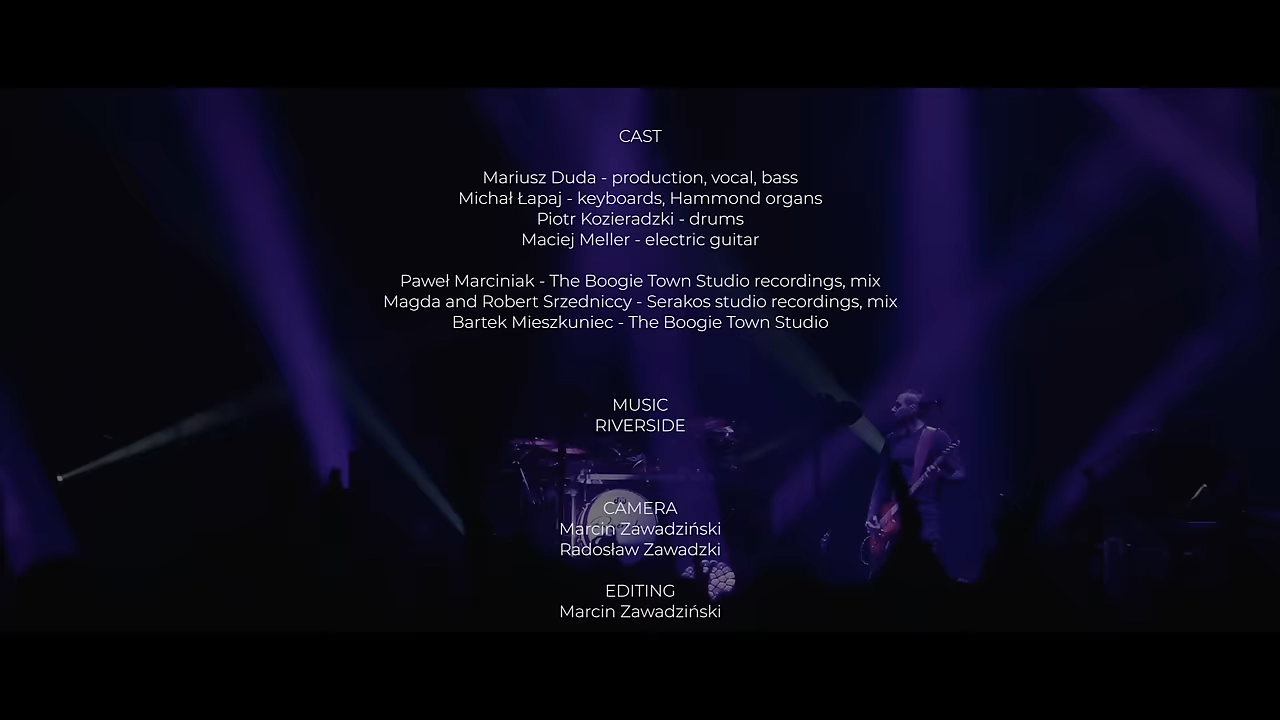 CAST
Mariusz Duda - production, vocal, bass
Michał Łapaj - keyboards, Hammond organs
Piotr Kozieradzki - drums
Maciej Meller - electric guitar
Paweł Marciniak - The Boogie Town Studio recordings, mix
Magda and Robert Srzedniccy - Serakos studio recordings, mix
Bartek Mieszkuniec - The Boogie Town Studio
MUSIC
RIVERSIDE
CAMERA
Marcin Zawadziński
Radosław Zawadzki
EDITING
Marcin Zawadziński